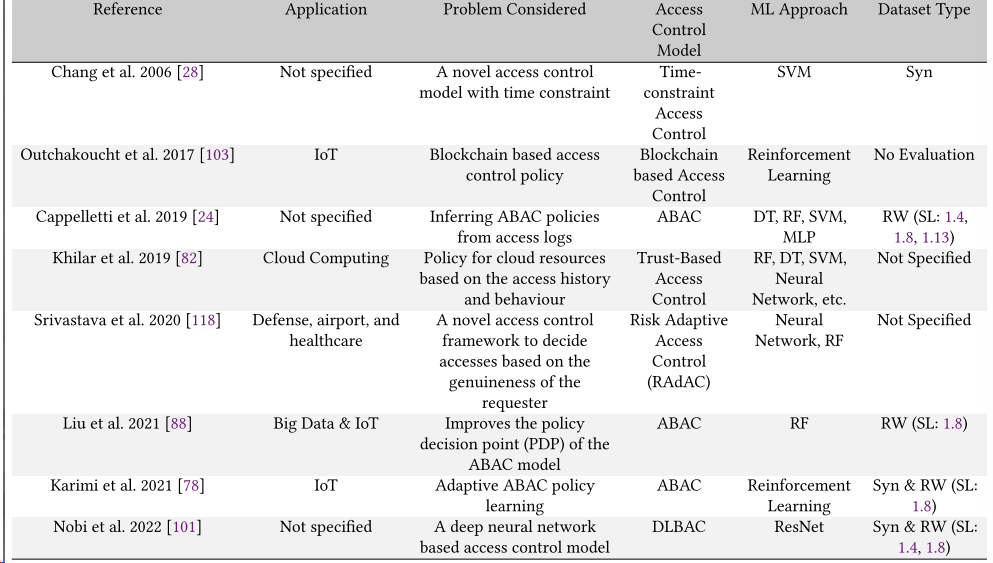 Reference Application Problem Considered Access Control Model ML Approach Dataset Type
Chang et al. 2006 [28] Not specified A novel access control model with time constraint Time-constraint Access Control SVM Syn
Outchakoucht et al. 2017 [103] IoT Blockchain based access control policy Blockchain based Access Control Reinforcement Learning No Evaluation
Cappelletti et al. 2019 [24] Not specified Inferring ABAC policies from access logs ABAC DT, RF, SVM, MLP RW (SL: 1.4, 1.8, 1.13)
Khilar et al. 2019 [82] Cloud Computing Policy for cloud resources based on the access history and behaviour Trust-Based Access Control RF, DT, SVM, Neural Network, etc. Not Specified
Srivastava et al. 2020 [118] Defense, airport, and healthcare A novel access control framework to decide accesses based on the genuineness of the requester Risk Adaptive Access Control (RAdAC) Neural Network, RF Not Specified
Liu et al. 2021 [88] Big Data & IoT Improves the policy decision point (PDP) of the ABAC model ABAC RF RW (SL: 1.8)
Karimi et al. 2021 [78] IoT Adaptive ABAC policy learning ABAC Reinforcement Learning Syn & RW (SL: 1.8)
Nobi et al. 2022 [101] Not specified A deep neural network based access control model DLBAC ResNet Syn & RW (SL: 1.4, 1.8)